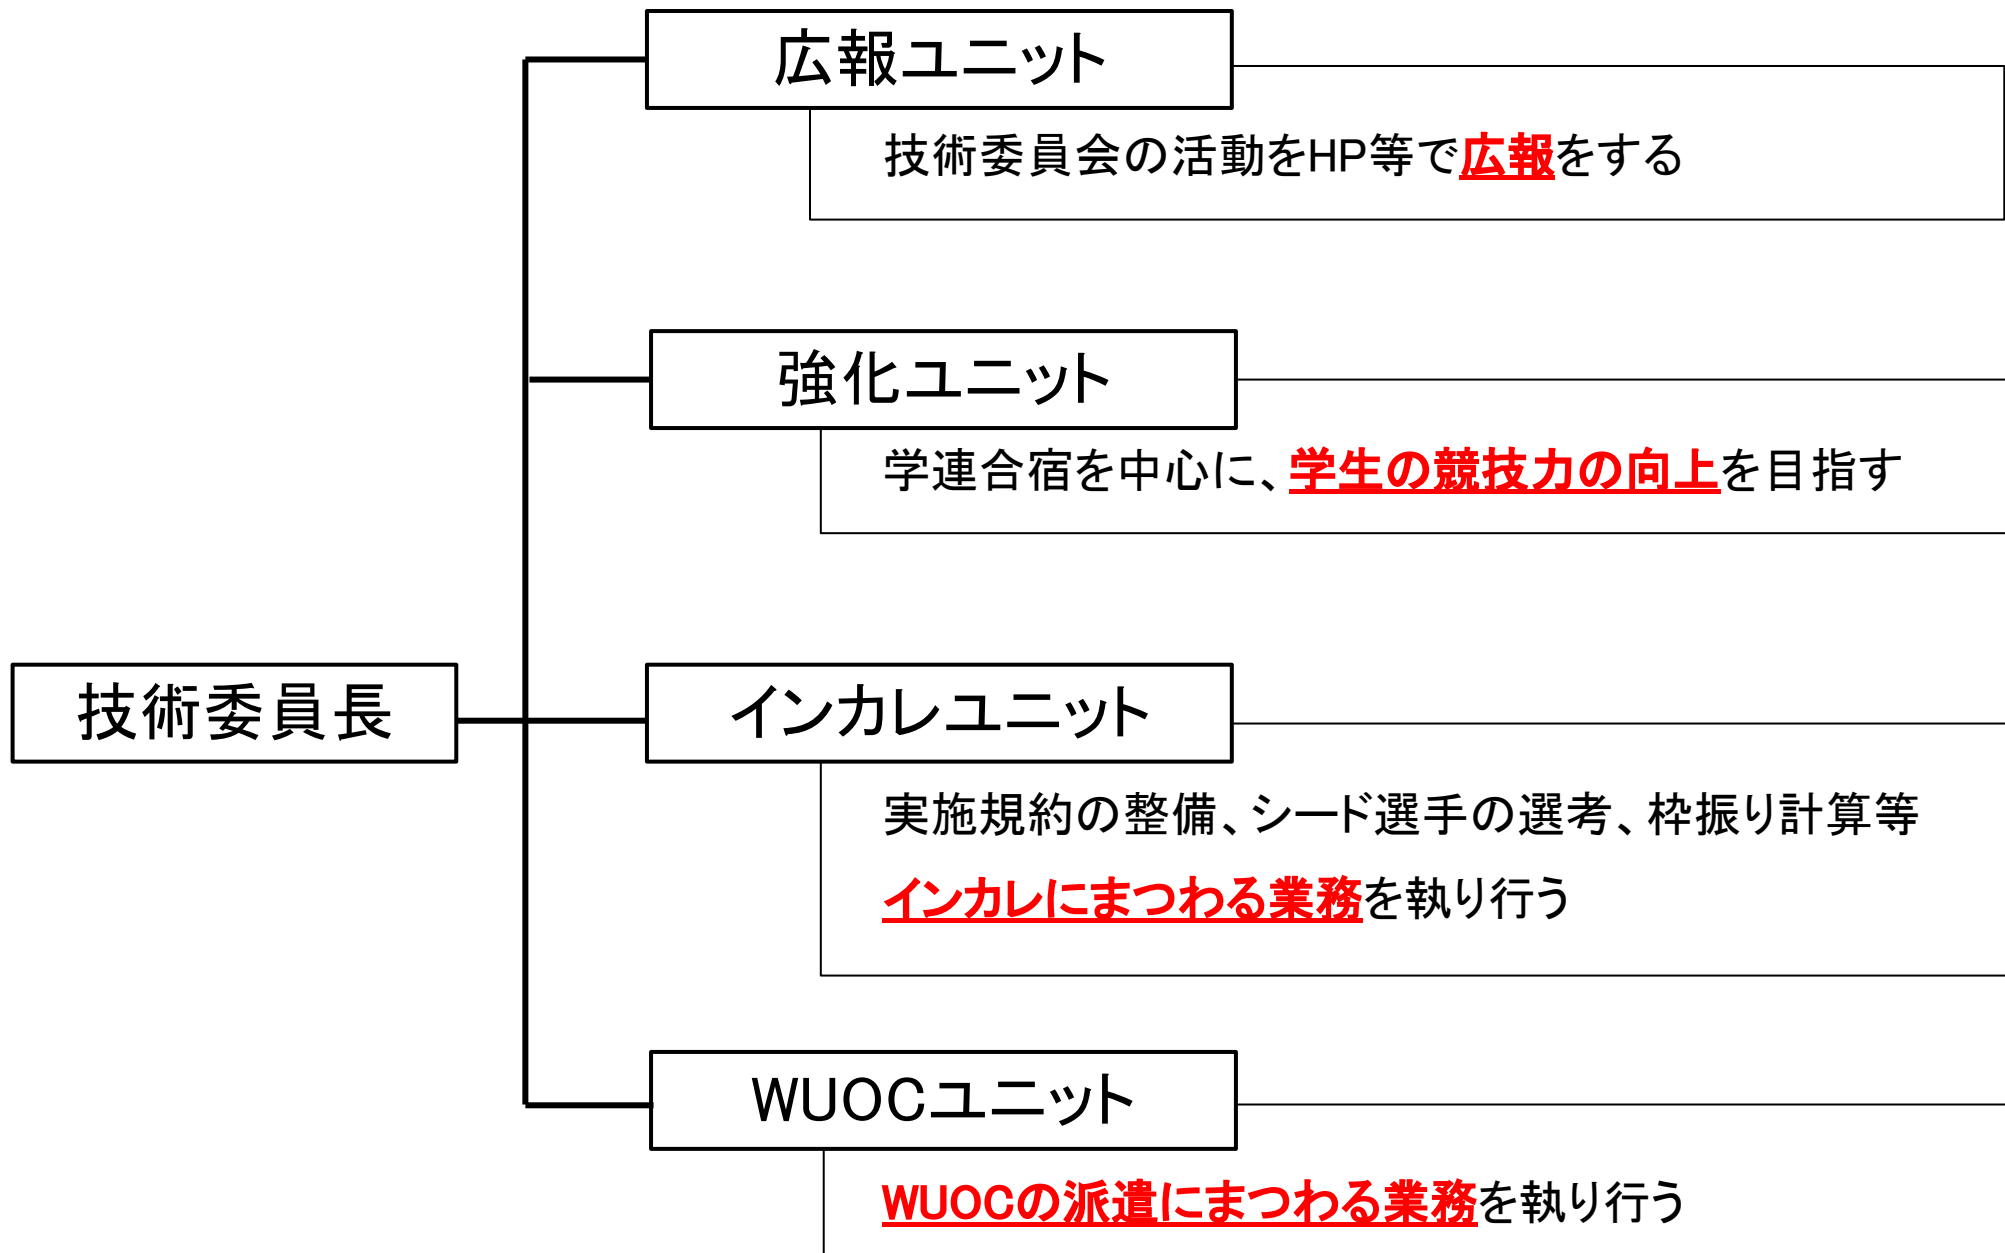 広報ユニット
技術委員会の活動をHP等で広報をする
強化ユニット
学連合宿を中心に、学生の競技力の向上を目指す
技術委員長
インカレユニット
実施規約の整備、シード選手の選考、枠振り計算等
インカレにまつわる業務を執り行う
WUOCユニット
WUOCの派遣にまつわる業務を執り行う